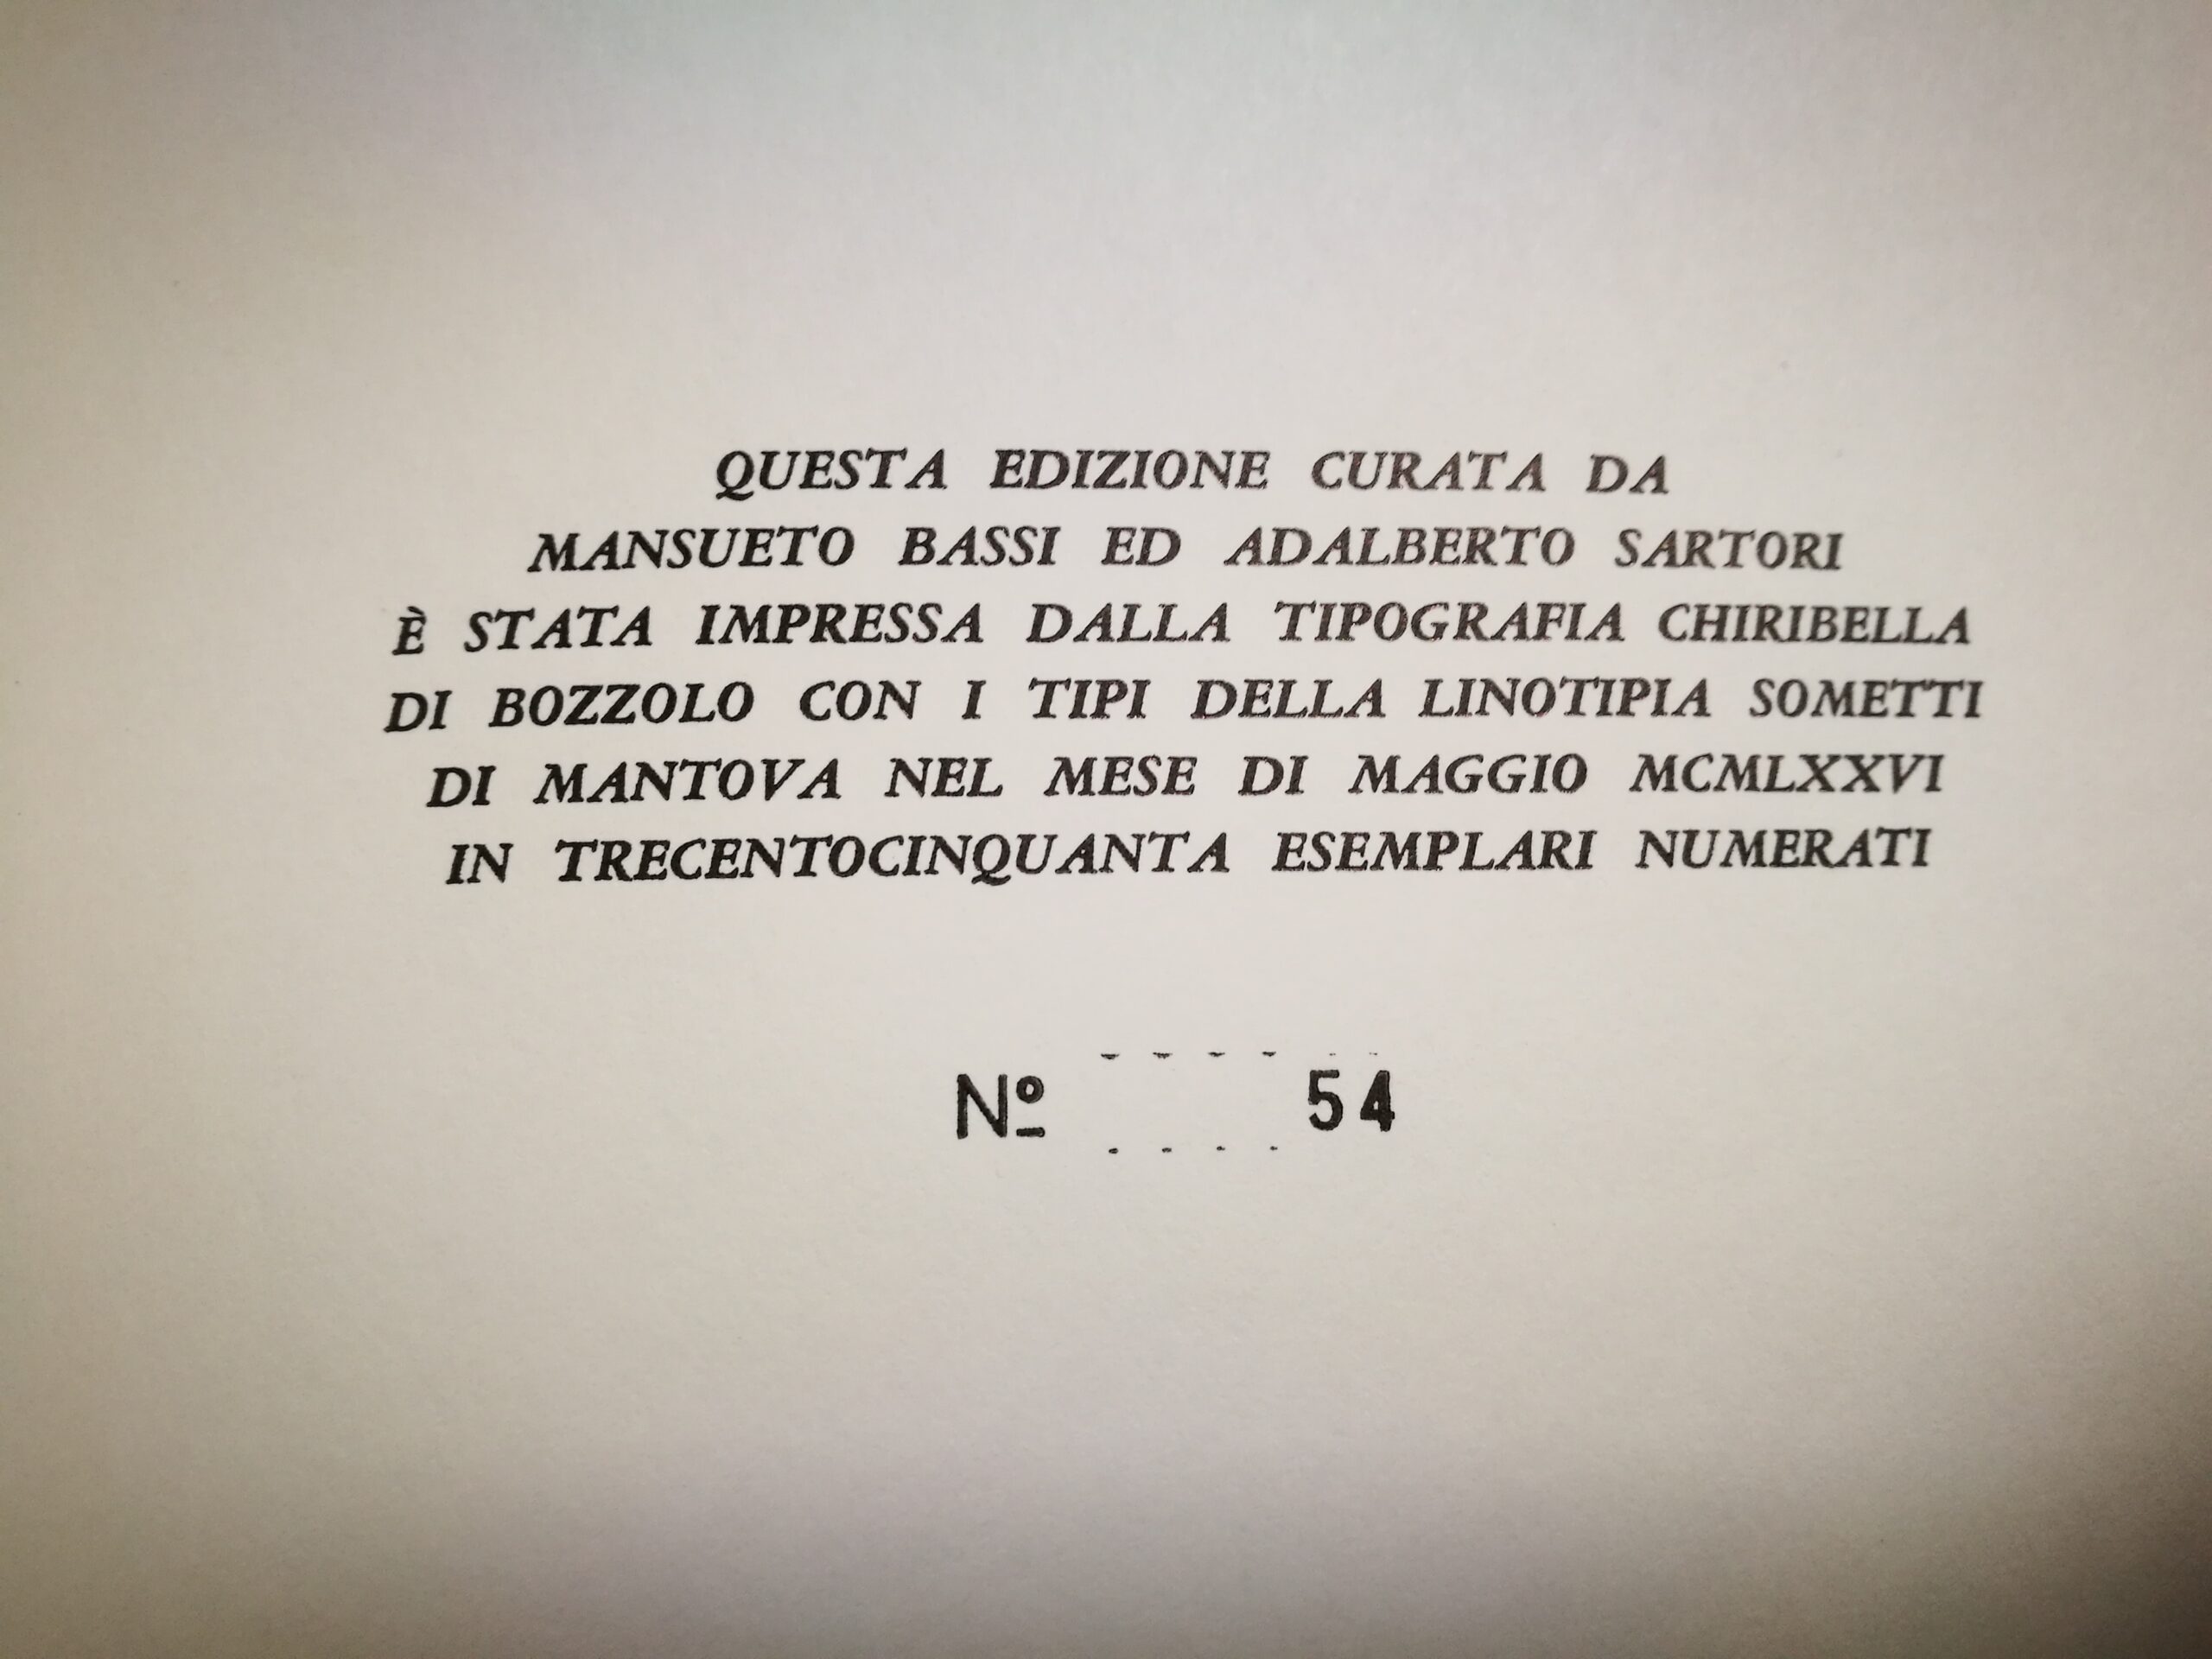 QUESTA EDIZIONE CURATA DA
MANSUETO BASSI ED ADALBERTO SARTORI
È STATA IMPRESSA DALLA TIPOGRAFIA CHIRIBELLA
DI BOZZOLO CON I TIPI DELLA LINOTIPIA SOMETTI
DI MANTOVA NEL MESE DI MAGGIO MCMLXXVI
IN TRECENTOCINQUANTA ESEMPLARI NUMERATI
Nº 54